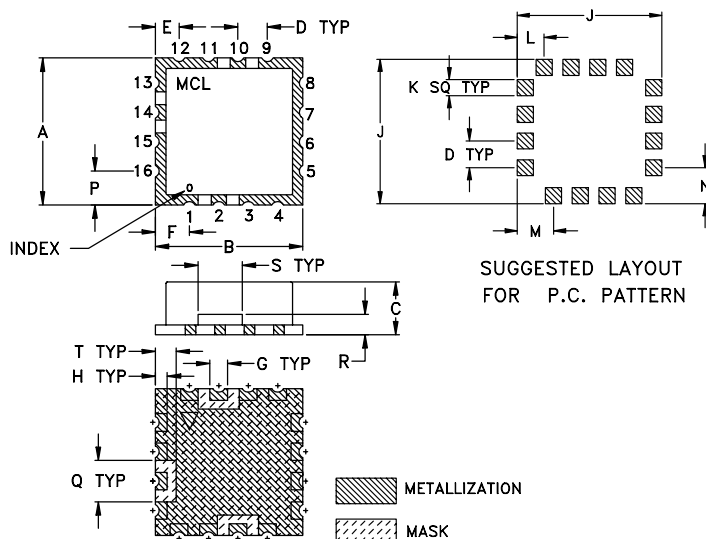 E
12 11 10 9
D TYP
13
14
15
16
MCL
8
7
6
5
A
P
INDEX
F
1 2 3 4
B
J
L
K SQ TYP
J
D TYP
M
N
SUGGESTED LAYOUT
FOR P.C. PATTERN
S TYP
C
R
T TYP
H TYP
G TYP
Q TYP
METALLIZATION
MASK